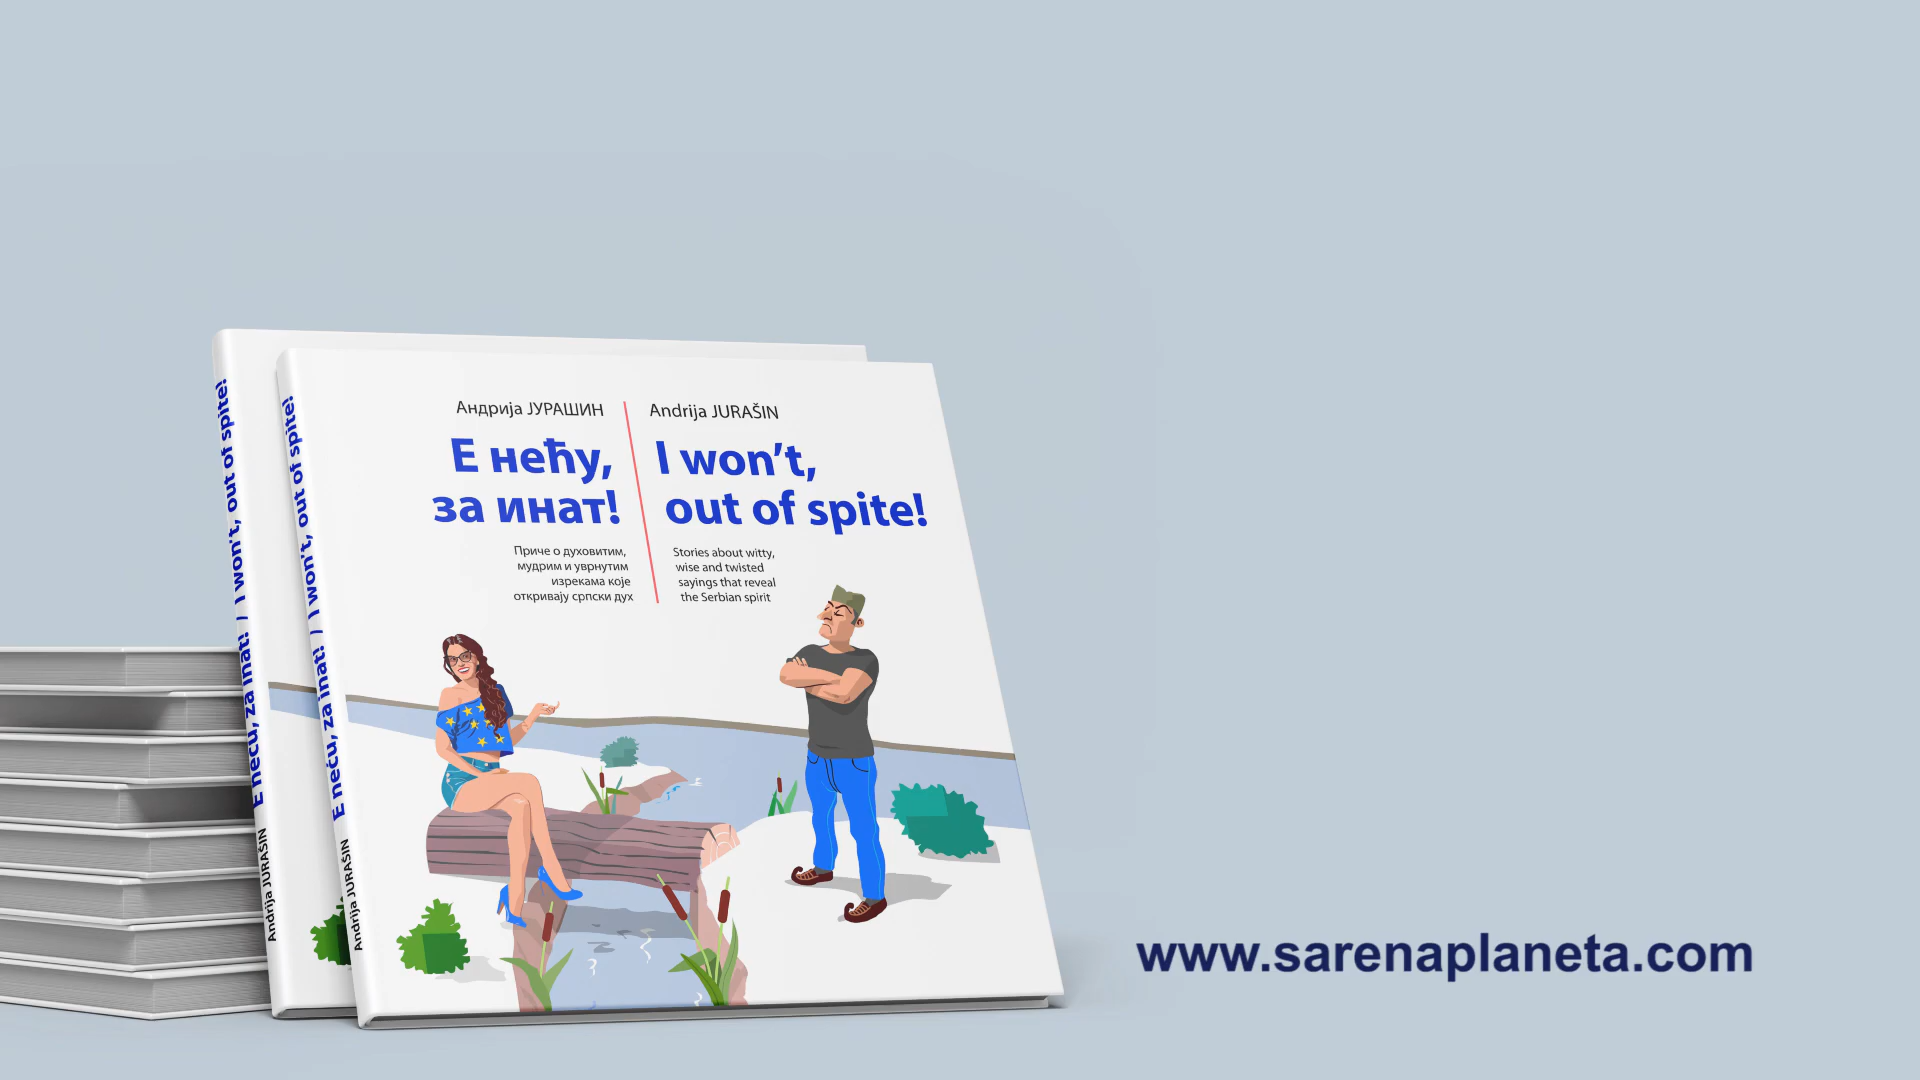 Андрија ЈУРАШИН
Е нећу,
за инат!
Приче о духовитим,
мудрим и уврнутим
изрекама које
откривају српски дух
Andrija JURAŠIN
I won't,
out of spite!
Stories about witty,
wise and twisted
sayings that reveal
the Serbian spirit
Andrija JURAŠIN E neću, za inat! / I won't, out of spite!
Andrija JURAŠIN E neću, za inat! / I won't, out of spite!
www.sarenaplaneta.com